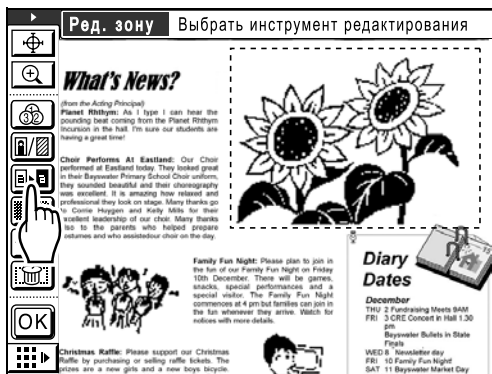 Ред. зону Выбрать инструмент редактирования
What's News?
(from the Acting Principal)
Planet Rhthym: As I type I can hear the
pounding beat coming from the Planet Rhthym
Incursion in the hall. I'm sure our students are
having a great time!
Choir Performs At Eastland: Our Choir
performed at Eastland today. They looked great
in their Bayswater Primary School Choir uniform,
they sounded beautiful and their choreography
was excellent. It is amazing how relaxed and
professional they look on stage. Many thanks go
to Corrie Huygen and Kelly Mills for their
excellent leadership of our choir. Many thanks
also to the parents who helped prepare
costumes and who assistedour choir on the day.
Family Fun Night: Please plan to join in
the fun of our Family Fun Night on Friday
10th December. There will be games,
snacks, special performances and a
special visitor. The Family Fun Night
commences at 4 pm but families can join in
the fun whenever they arrive. Watch for
notices with more details.
Christmas Raffle: Please support our Christmas
Raffle by purchasing or selling raffle tickets. The
prizes are a new girls and a new boys bicycle.
Diary
Dates
December
THU 2 Fundraising Meets 9AM
FRI 3 CRE Concert in Hall 1.30
pm
Bayswater Bullets in State
Finals
WED 8 Newsletter day
FRI 10 Family Fun Night!
SAT 11 Bayswater Market Day
OK